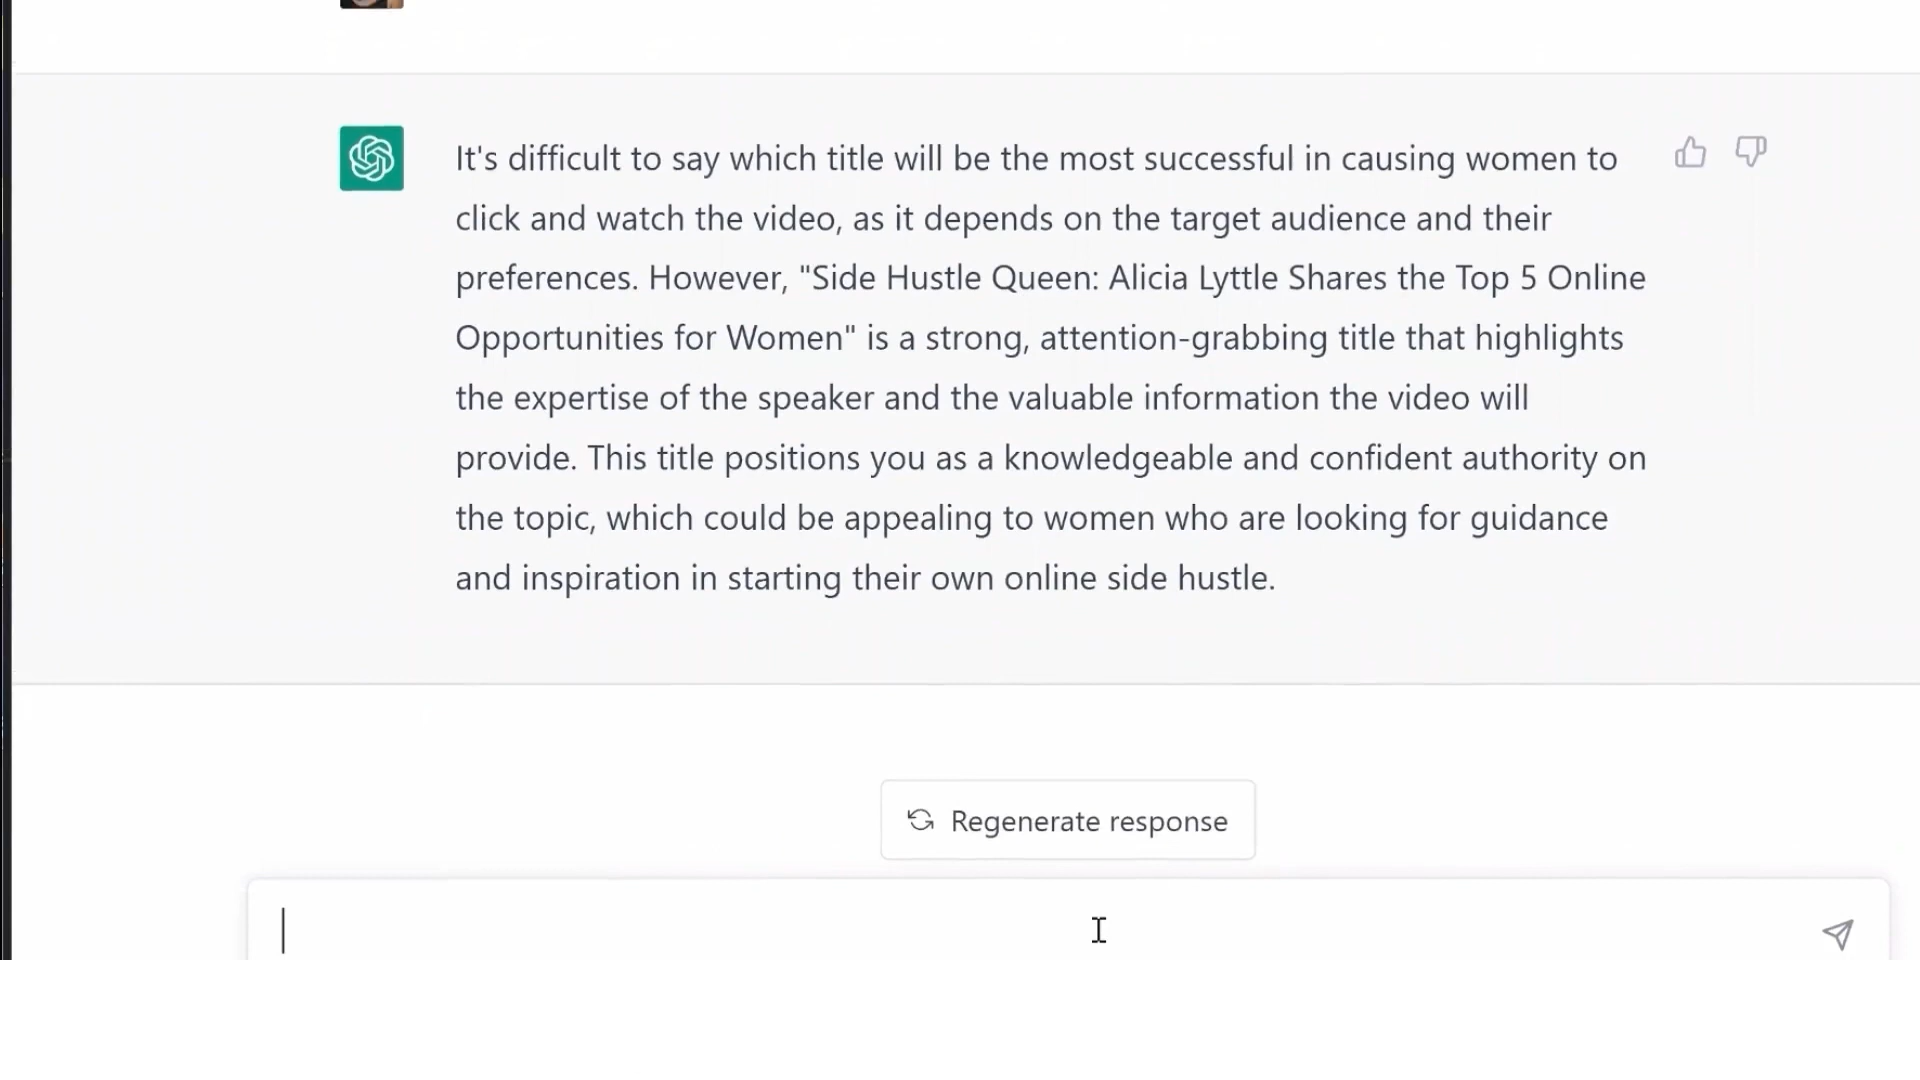 It's difficult to say which title will be the most successful in causing women to
click and watch the video, as it depends on the target audience and their
preferences. However, "Side Hustle Queen: Alicia Lyttle Shares the Top 5 Online
Opportunities for Women" is a strong, attention-grabbing title that highlights
the expertise of the speaker and the valuable information the video will
provide. This title positions you as a knowledgeable and confident authority on
the topic, which could be appealing to women who are looking for guidance
and inspiration in starting their own online side hustle.
Regenerate response